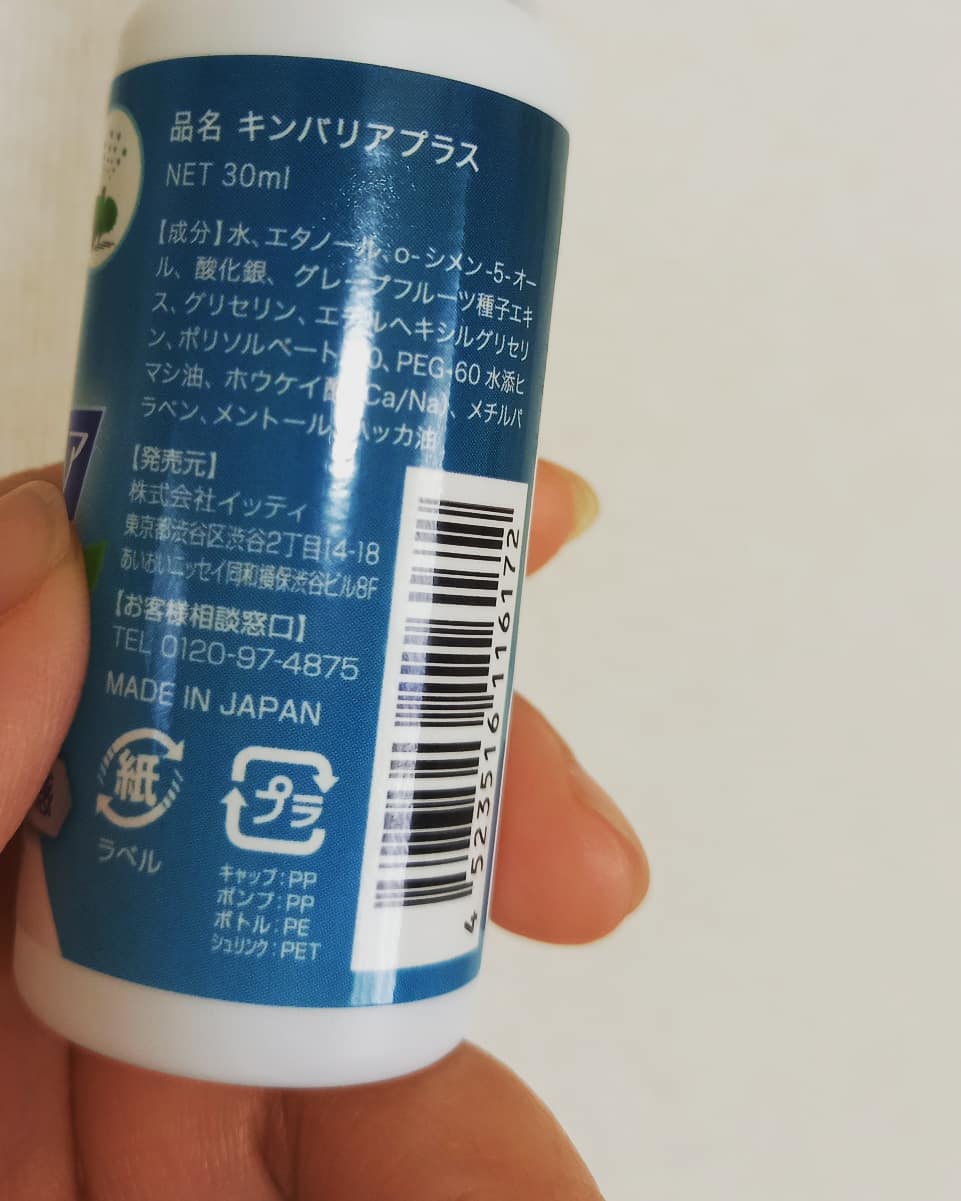 品名 キンバリアプラス
NET 30ml
【成分】水、エタノール、o-シメン-5-オー
ル、酸化銀、グレープフルーツ種子エキ
ス、グリセリン、エチルヘキシルグリセリ
ン、ポリソルベート 0、PEG-60水添ヒ
マシ油、ホウケイ酸(Ca/Na)、メチルパ
ラベン、メントール、ハッカ油
【発売元】
株式会社イッティ
東京都渋谷区渋谷2丁目14-18
あいおいニッセイ同和損保渋谷ビル8F
【お客様相談窓口】
TEL 0120-97-4875
MADE IN JAPAN
紙
ラベル
プラ
キャップ:PP
ポンプ:PP
ボトル:PE
シュリンク:PET
4 523516 116172
ア